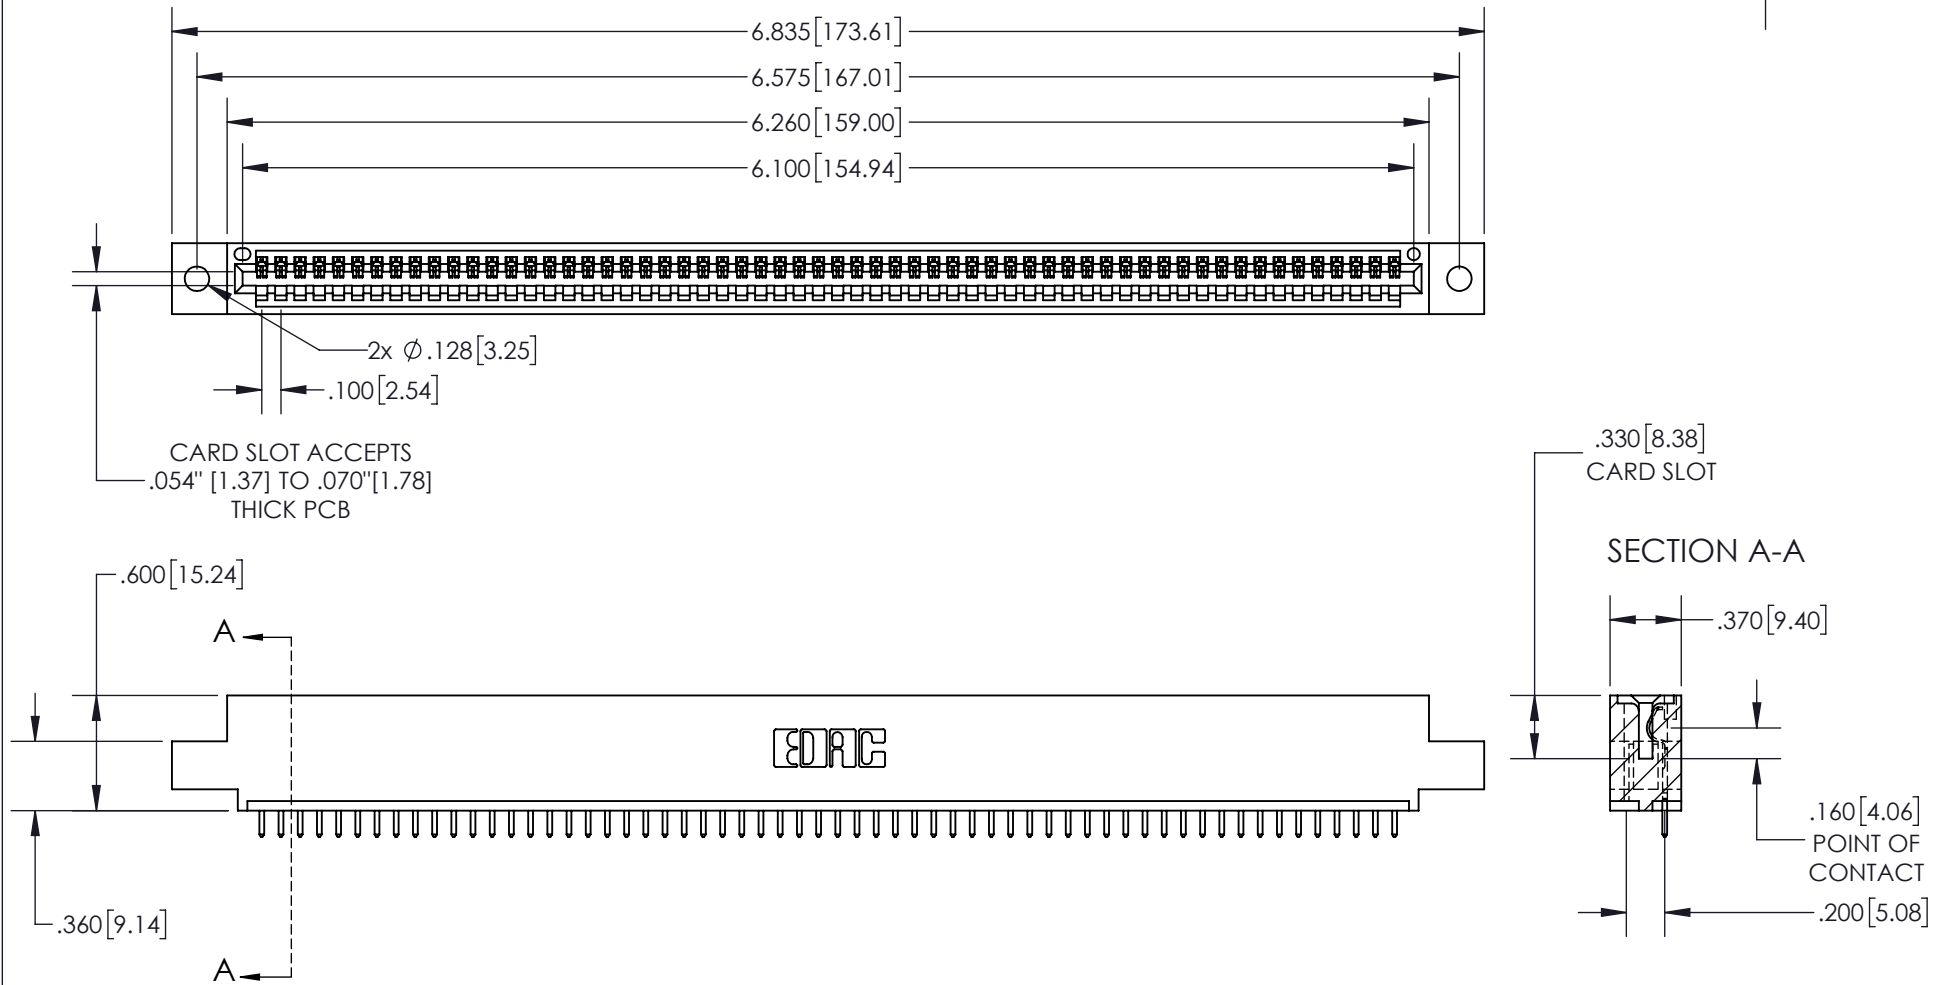 6.835[173.61]
6.575[167.01]
6.260[159.00]
6.100[154.94]
2x Ø.128[3.25]
.100[2.54]
CARD SLOT ACCEPTS
.054" [1.37] TO .070"[1.78]
THICK PCB
.330[8.38]
CARD SLOT
SECTION A-A
.600[15.24]
.370[9.40]
A
EDAC
.160[4.06]
POINT OF
CONTACT
.200[5.08]
.360[9.14]
A